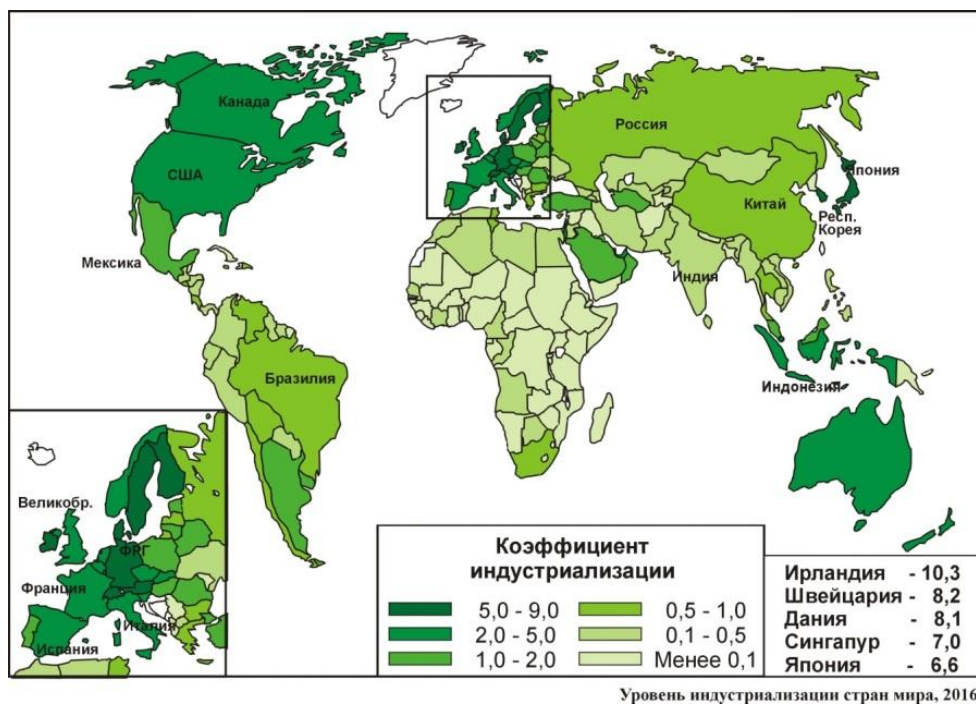 Канада
США
Мексика
Бразилия
Россия
Китай
Япония
Респ.
Корея
Индия
Индонезия
Великобр.
ФРГ
Франция
Италия
Испания
Коэффициент
индустриализации
5,0 - 9,0
2,0 - 5,0
1,0 - 2,0
0,5 - 1,0
0,1 - 0,5
Менее 0,1
Ирландия - 10,3
Швейцария - 8,2
Дания - 8,1
Сингапур - 7,0
Япония - 6,6
Уровень индустриализации стран мира, 2016